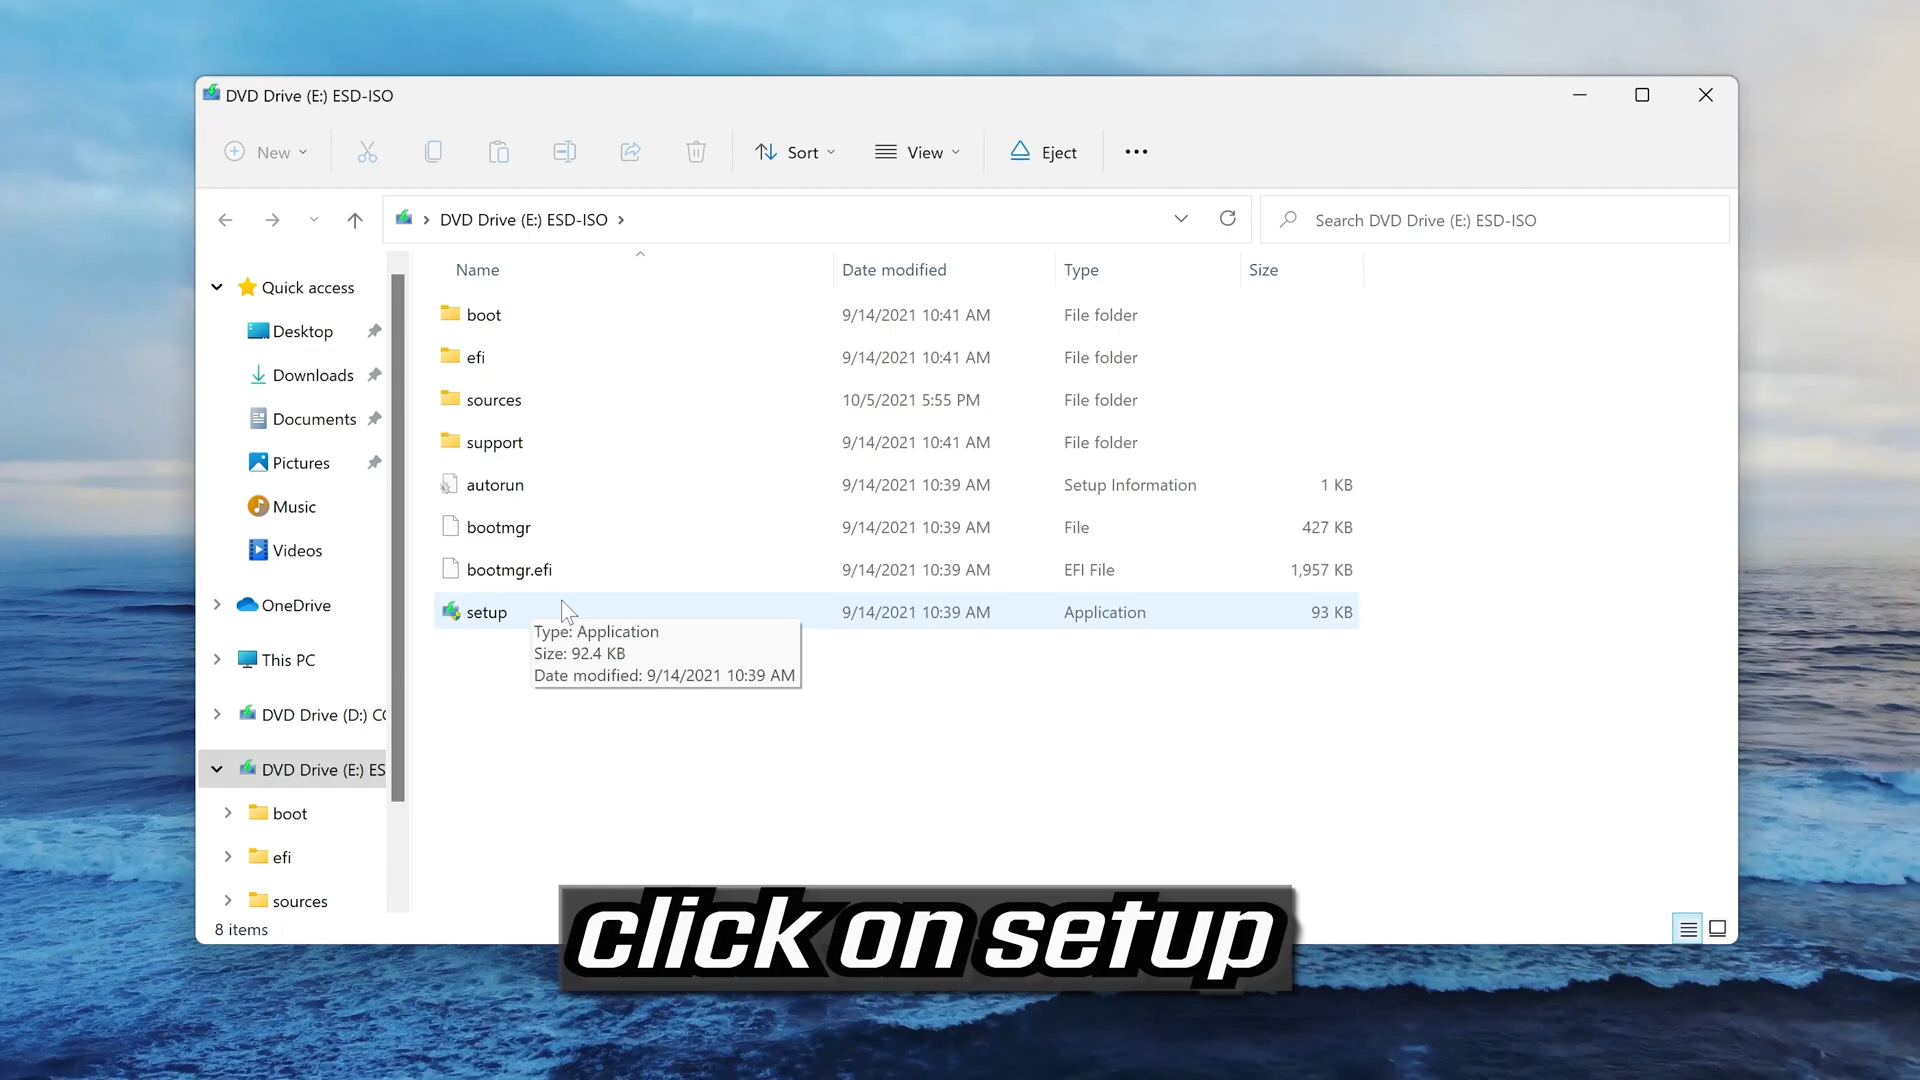 DVD Drive (E:) ESD-ISO
New
Sort
View
Eject
DVD Drive (E:) ESD-ISO
Search DVD Drive (E:) ESD-ISO
Name Date modified Type Size
boot 9/14/2021 10:41 AM File folder
efi 9/14/2021 10:41 AM File folder
sources 10/5/2021 5:55 PM File folder
support 9/14/2021 10:41 AM File folder
autorun 9/14/2021 10:39 AM Setup Information 1 KB
bootmgr 9/14/2021 10:39 AM File 427 KB
bootmgr.efi 9/14/2021 10:39 AM EFI File 1,957 KB
setup 9/14/2021 10:39 AM Application 93 KB
Type: Application
Size: 92.4 KB
Date modified: 9/14/2021 10:39 AM
Quick access
Desktop
Downloads
Documents
Pictures
Music
Videos
OneDrive
This PC
DVD Drive (D:) CC
DVD Drive (E:) ES
boot
efi
sources
8 items
click on setup